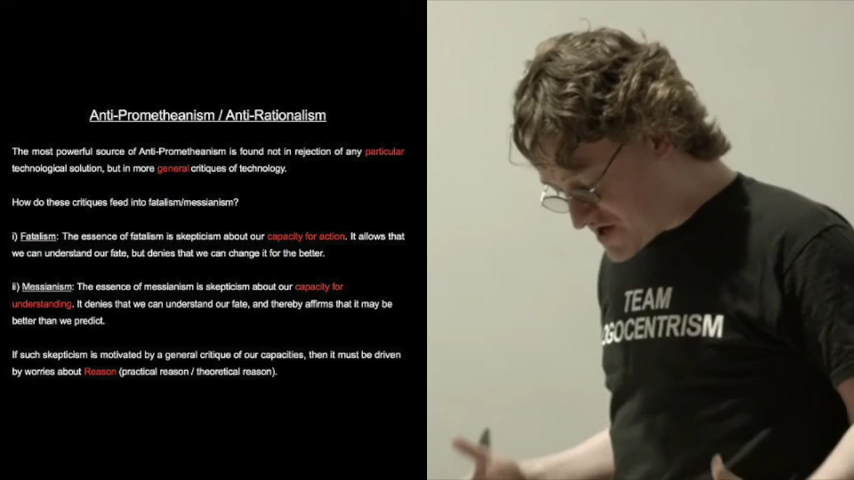 Anti-Prometheanism / Anti-Rationalism
The most powerful source of Anti-Prometheanism is found not in rejection of any particular
technological solution, but in more general critiques of technology.
How do these critiques feed into fatalism/messianism?
i) Fatalism: The essence of fatalism is skepticism about our capacity for action. It allows that
we can understand our fate, but denies that we can change it for the better.
ii) Messianism: The essence of messianism is skepticism about our capacity for
understanding. It denies that we can understand our fate, and thereby affirms that it may be
better than we predict.
If such skepticism is motivated by a general critique of our capacities, then it must be driven
by worries about Reason (practical reason / theoretical reason).
TEAM
OGOCENTRISM